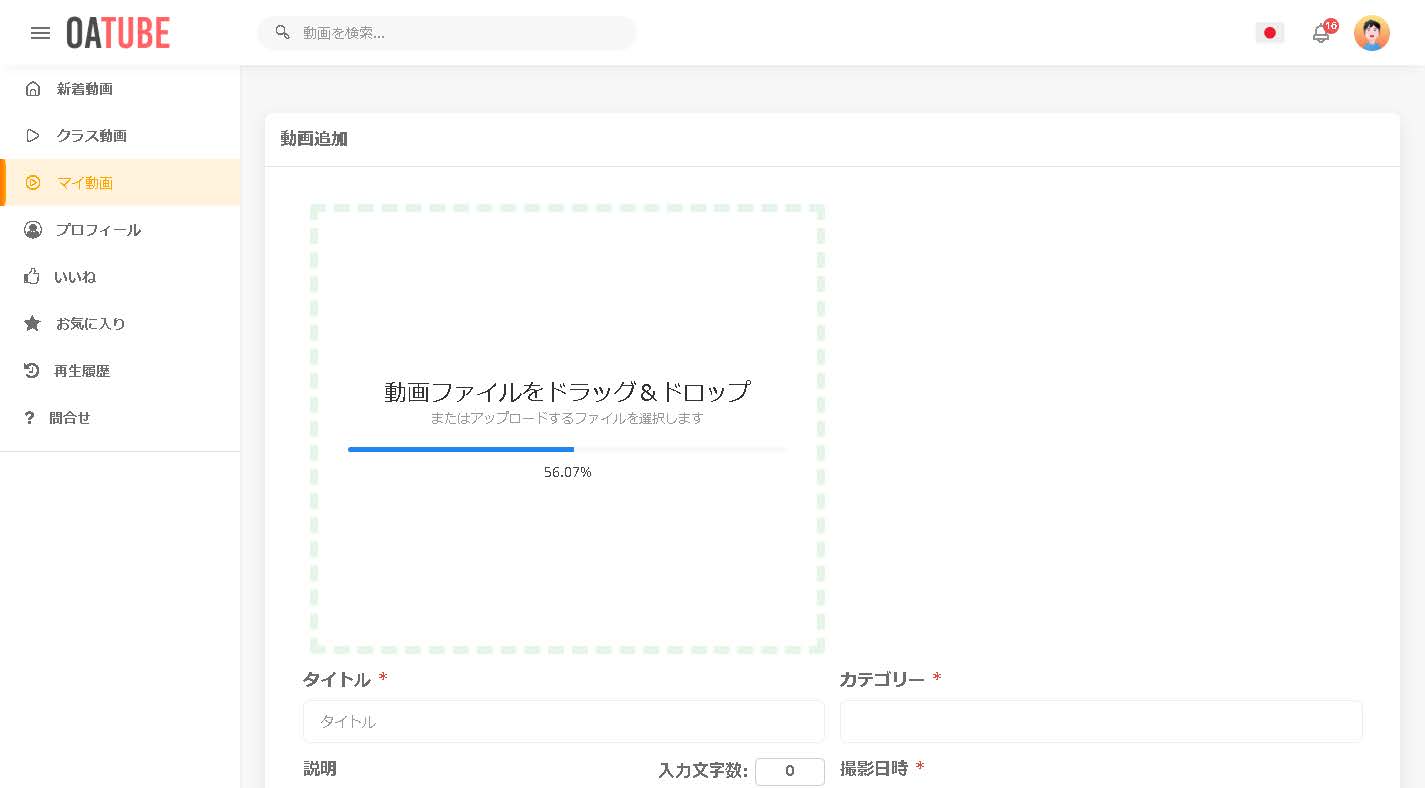 OATUBE
動画を検索...
16
新着動画
クラス動画
マイ動画
プロフィール
いいね
お気に入り
再生履歴
? 問合せ
動画追加
動画ファイルをドラッグ＆ドロップ
またはアップロードするファイルを選択します
56.07%
タイトル *
カテゴリー *
タイトル
説明
入力文字数: 0
撮影日時 *